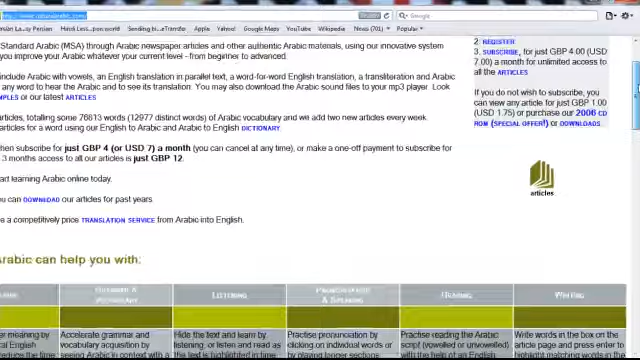 Google
Apple Yahoo! Google Maps YouTube Wikipedia News (703) Popular
Standard Arabic (MSA) through Arabic newspaper articles and other authentic Arabic materials, using our innovative system
you improve your Arabic whatever your current level - from beginner to advanced.
include Arabic with vowels, an English translation in parallel text, a word-for-word English translation, a transliteration and Arabic
any word to hear the Arabic and to see its translation. You may also download the Arabic sound files to your mp3 player. Look
or our latest ARTICLES
articles, totalling some 76613 words (12977 distinct words) of Arabic vocabulary and we add two new articles every week.
articles for a word using our English to Arabic and Arabic to English DICTIONARY.
when subscribe for just GBP 4 (or USD 7) a month (you can cancel at any time), or make a one-off payment to subscribe for
3 months access to all our articles is just GBP 12.
start learning Arabic online today.
you can DOWNLOAD our articles for past years.
a competitively price TRANSLATION SERVICE from Arabic into English.
2. REGISTER
3. SUBSCRIBE, for just GBP 4.00 (USD
7.00) a month for unlimited access to
all the ARTICLES
If you do not wish to subscribe, you
can view any article for just GBP 1.00
(USD 1.75) or purchase our 2006 CD
ROM (SPECIAL OFFER!) or DOWNLOADS.
articles
Arabic can help you with:
LISTENING
& SPEAKING
READING
WRITING
meaning by
English
Accelerate grammar and
vocabulary acquisition by
seeing Arabic in context with a
Hide the text and learn by
listening, or listen and read as
the text is highlighted in time
Practise pronunciation by
clicking on individual words or
by playing longer sections
Practise reading the Arabic
script (vowelled or unvowelled)
with the help of an English
Write words in the box on the
article page and press enter to
highlight matching words in the